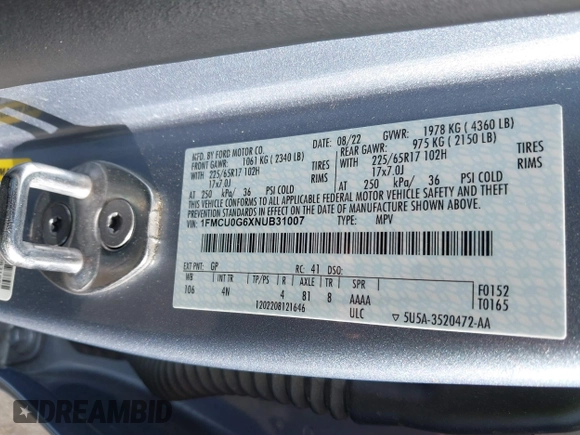 MFD. BY FORD MOTOR CO.
08/22 GVWR: 1978 KG ( 4360 LB)
FRONT GAWR: 1061 KG ( 2340 LB)
REAR GAWR: 975 KG ( 2150 LB)
WITH 225/65R17 102H TIRES
WITH 225/65R17 102H TIRES
17x7.0J RIMS
17x7.0J RIMS
AT 250 kPa/ 36 PSI COLD
AT 250 kPa/ 36 PSI COLD
THIS VEHICLE CONFORMS TO ALL APPLICABLE FEDERAL MOTOR VEHICLE SAFETY AND THEFT
PREVENTION STANDARDS IN EFFECT ON THE DATE OF MANUFACTURE SHOWN ABOVE.
VIN: 1FMCU0G6XNUB31007 TYPE: MPV
EXT PNT: GP RC: 41 DSO:
WB INT TR TP/PS R AXLE TR SPR
106 4N 4 81 8 AAAA
ULC
F0152
T0165
1202208121646
5U5A-3520472-AA
DREAMBID